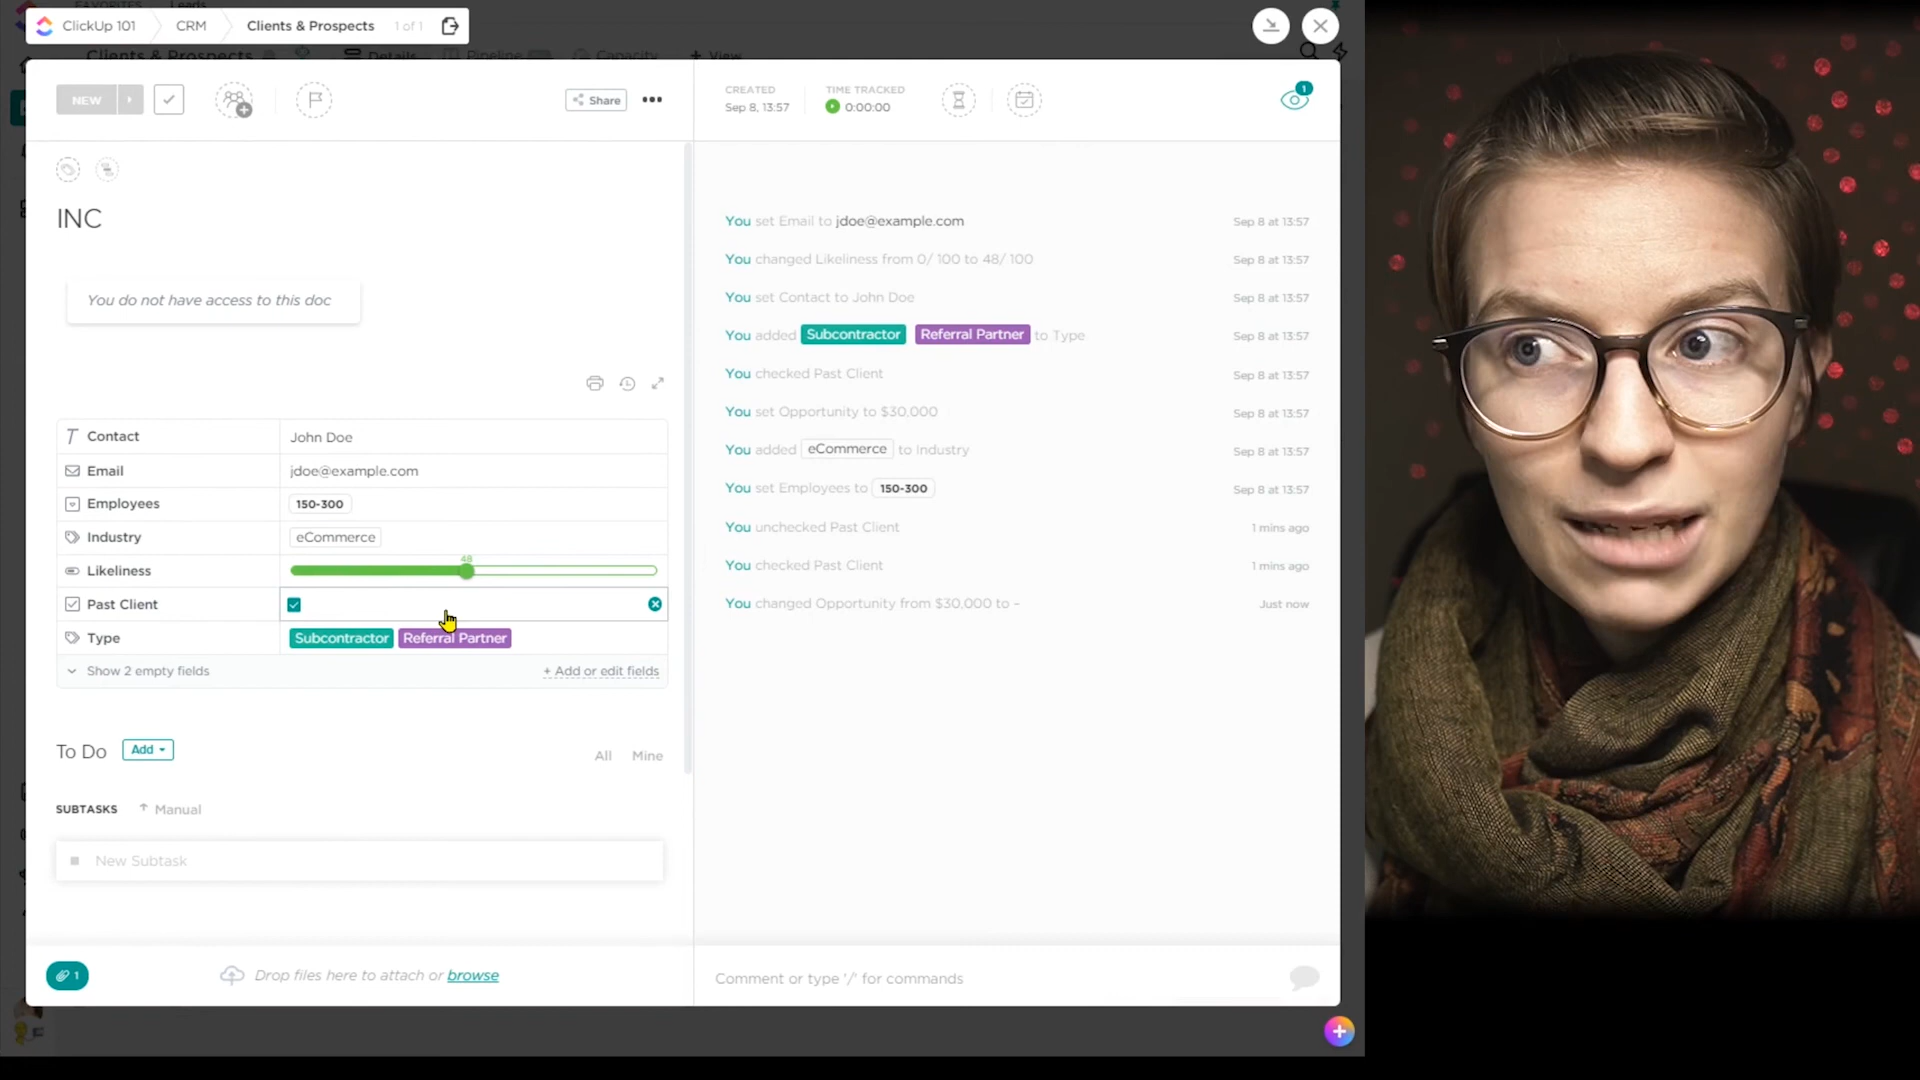 SUBTASKS Leads
ClickUp 101 CRM Clients & Prospects 1 of 1
Clients & Prospects Details Pipeline Capacity + View
NEW Share
CREATED TIME TRACKED
Sep 8, 13:57 0:00:00
1
INC
You do not have access to this doc
Contact John Doe
Email jdoe@example.com
Employees 150-300
Industry eCommerce
Likeliness 48
Past Client
Type Subcontractor Referral Partner
Show 2 empty fields + Add or edit fields
To Do Add All Mine
SUBTASKS Manual
New Subtask
1 Drop files here to attach or browse
You set Email to jdoe@example.com Sep 8 at 13:57
You changed Likeliness from 0/ 100 to 48/ 100 Sep 8 at 13:57
You set Contact to John Doe Sep 8 at 13:57
You added Subcontractor Referral Partner to Type Sep 8 at 13:57
You checked Past Client Sep 8 at 13:57
You set Opportunity to $30,000 Sep 8 at 13:57
You added eCommerce to Industry Sep 8 at 13:57
You set Employees to 150-300 Sep 8 at 13:57
You unchecked Past Client 1 mins ago
You checked Past Client 1 mins ago
You changed Opportunity from $30,000 to – Just now
Comment or type '/' for commands